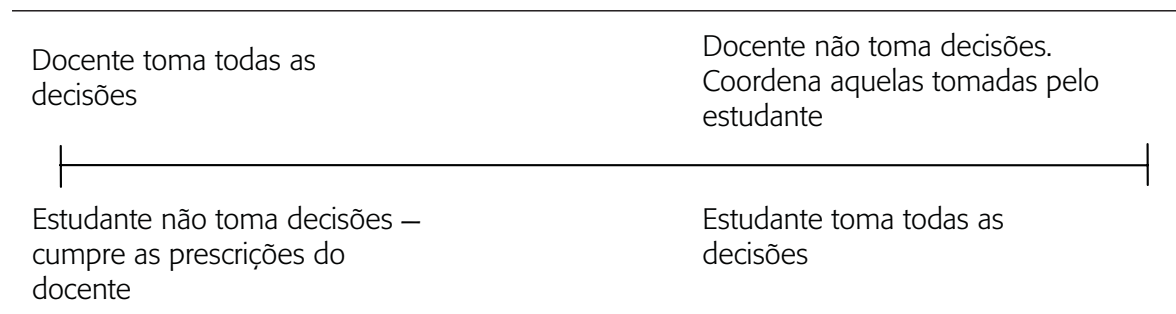 Docente toma todas as
decisões
Docente não toma decisões.
Coordena aquelas tomadas pelo
estudante
Estudante não toma decisões —
cumpre as prescrições do
docente
Estudante toma todas as
decisões